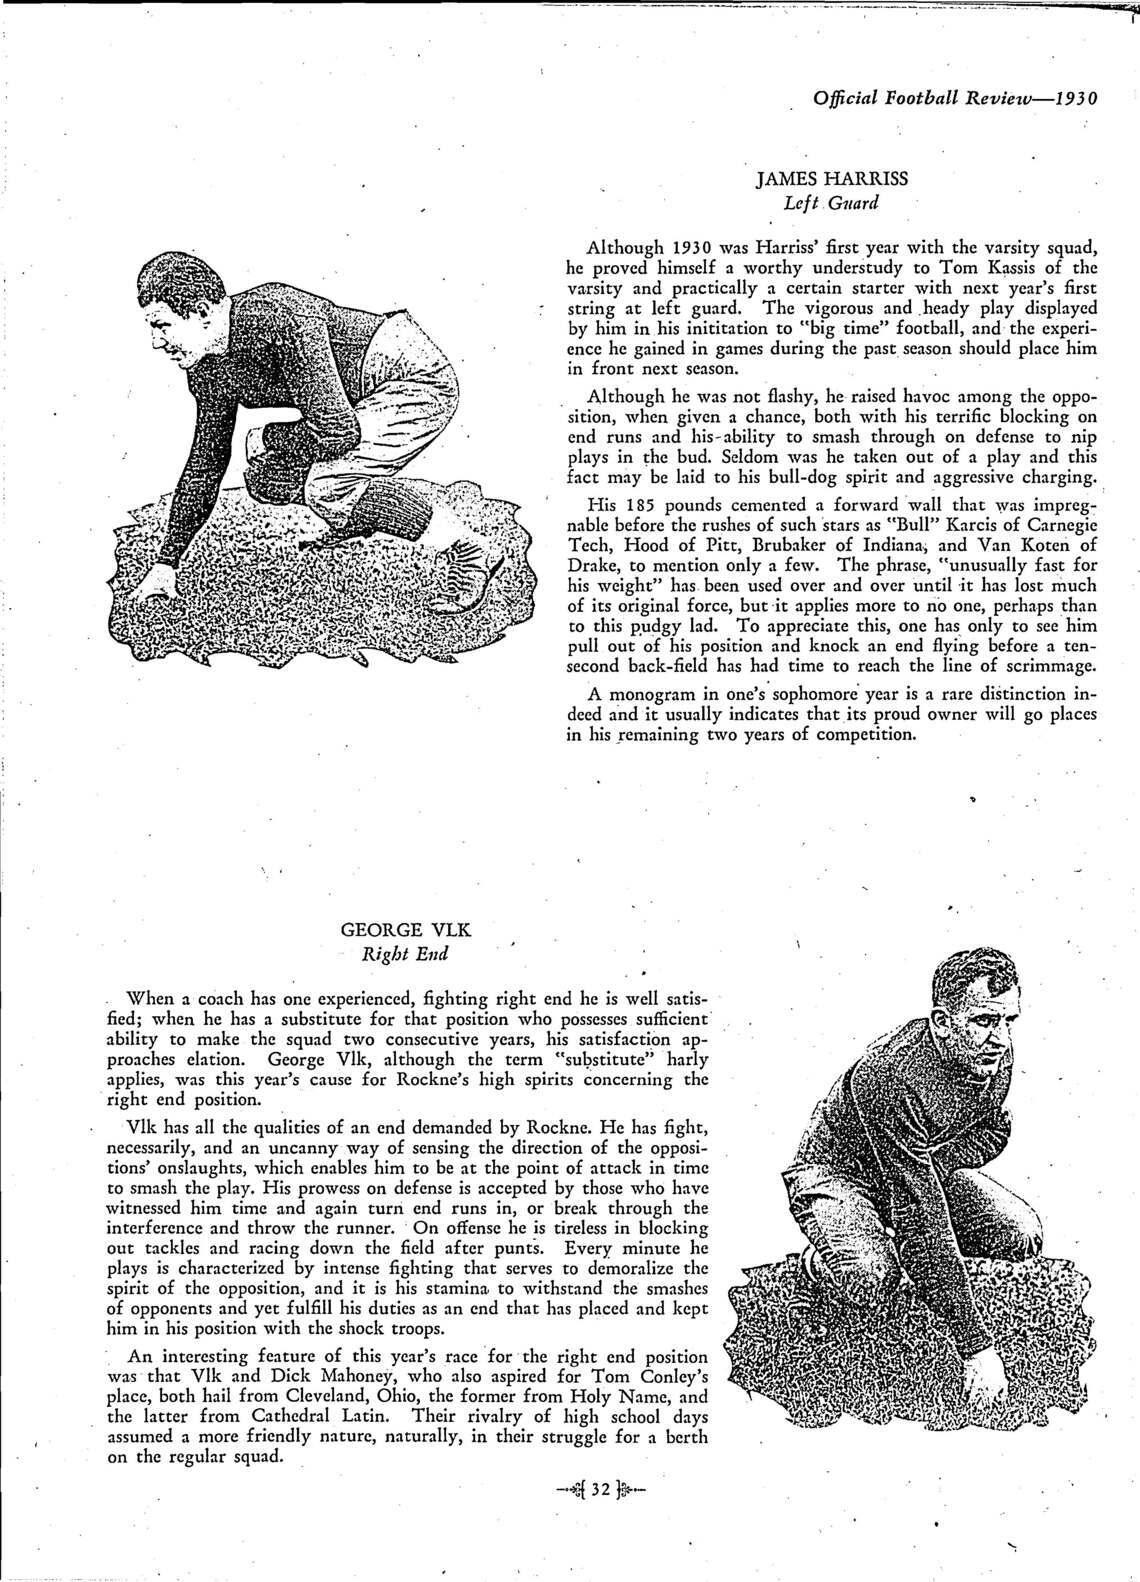 Official Football Review—1930
JAMES HARRISS
Left Guard
Although 1930 was Harriss' first year with the varsity squad,
he proved himself a worthy understudy to Tom Kassis of the
varsity and practically a certain starter with next year's first
string at left guard. The vigorous and heady play displayed
by him in his inititation to "big time" football, and the experi-
ence he gained in games during the past season should place him
in front next season.
Although he was not flashy, he raised havoc among the oppo-
sition, when given a chance, both with his terrific blocking on
end runs and his ability to smash through on defense to nip
plays in the bud. Seldom was he taken out of a play and this
fact may be laid to his bull-dog spirit and aggressive charging.
His 185 pounds cemented a forward wall that was impreg-
nable before the rushes of such stars as "Bull" Karcis of Carnegie
Tech, Hood of Pitt, Brubaker of Indiana, and Van Koten of
Drake, to mention only a few. The phrase, "unusually fast for
his weight" has been used over and over until it has lost much
of its original force, but it applies more to no one, perhaps than
to this pudgy lad. To appreciate this, one has only to see him
pull out of his position and knock an end flying before a ten-
second back-field has had time to reach the line of scrimmage.
A monogram in one's sophomore year is a rare distinction in-
deed and it usually indicates that its proud owner will go places
in his remaining two years of competition.
GEORGE VLK
Right End
When a coach has one experienced, fighting right end he is well satis-
fied; when he has a substitute for that position who possesses sufficient
ability to make the squad two consecutive years, his satisfaction ap-
proaches elation. George Vlk, although the term "substitute" harly
applies, was this year's cause for Rockne's high spirits concerning the
right end position.
Vlk has all the qualities of an end demanded by Rockne. He has fight,
necessarily, and an uncanny way of sensing the direction of the opposi-
tions' onslaughts, which enables him to be at the point of attack in time
to smash the play. His prowess on defense is accepted by those who have
witnessed him time and again turn end runs in, or break through the
interference and throw the runner. On offense he is tireless in blocking
out tackles and racing down the field after punts. Every minute he
plays is characterized by intense fighting that serves to demoralize the
spirit of the opposition, and it is his stamina to withstand the smashes
of opponents and yet fulfill his duties as an end that has placed and kept
him in his position with the shock troops.
An interesting feature of this year's race for the right end position
was that Vlk and Dick Mahoney, who also aspired for Tom Conley's
place, both hail from Cleveland, Ohio, the former from Holy Name, and
the latter from Cathedral Latin. Their rivalry of high school days
assumed a more friendly nature, naturally, in their struggle for a berth
on the regular squad.
32